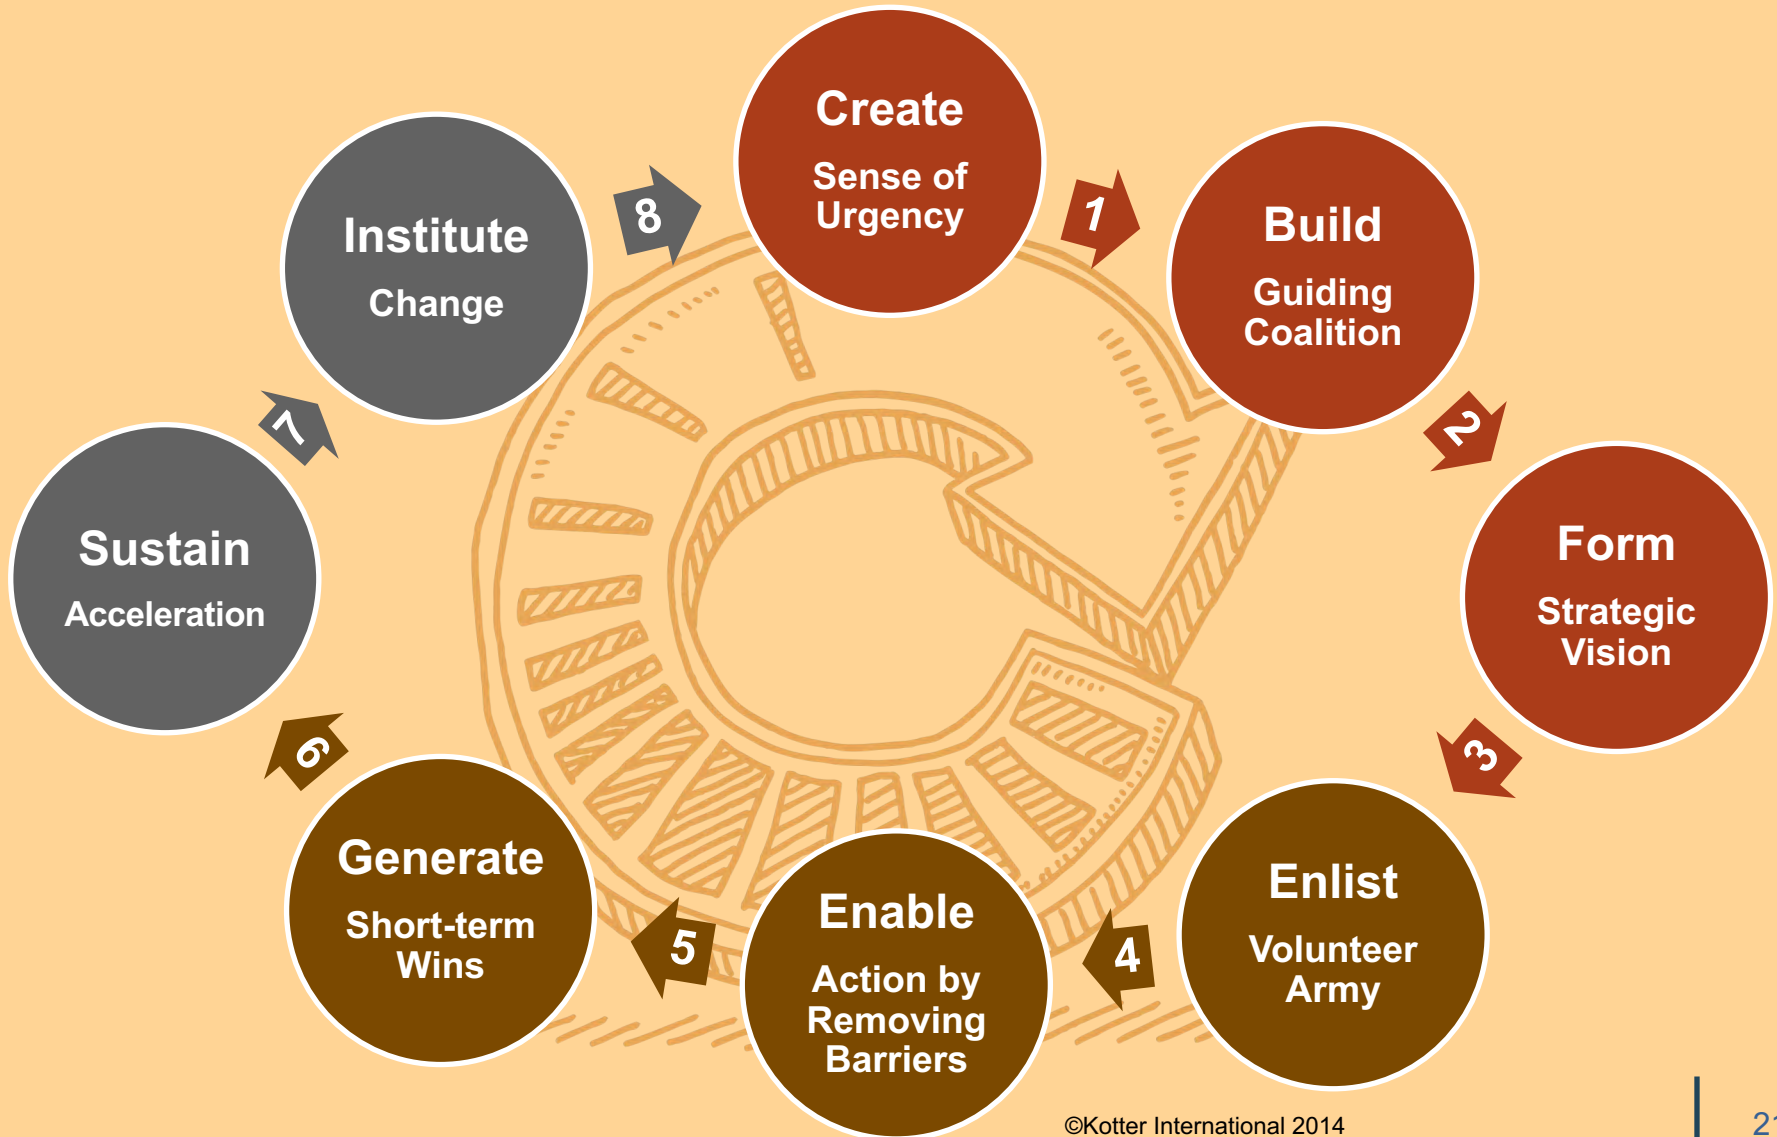 Create
Sense of
Urgency
1
Build
Guiding
Coalition
2
Form
Strategic
Vision
3
Enlist
Volunteer
Army
4
Enable
Action by
Removing
Barriers
5
Generate
Short-term
Wins
6
Sustain
Acceleration
7
Institute
Change
8
©Kotter International 2014
21